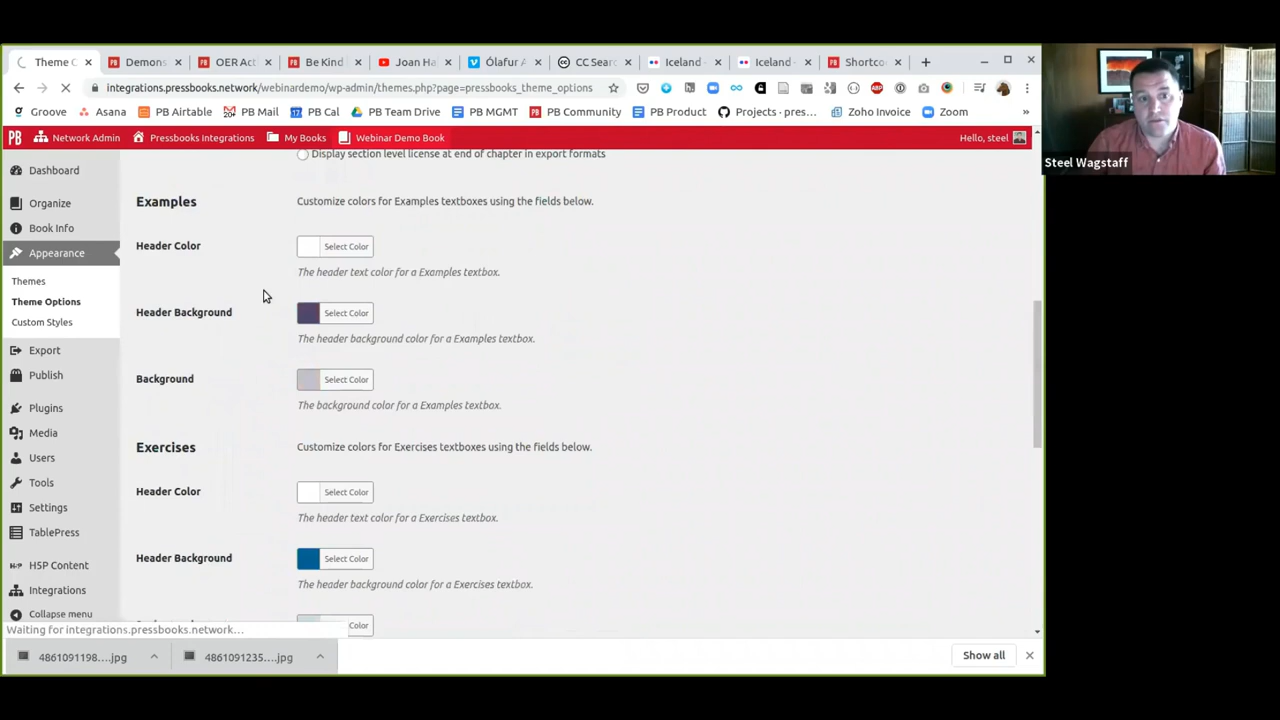 Theme C
Demons
OER Act
Be Kind
Joan Ha
Ólafur A
CC Sear
Iceland -
Iceland -
Shortco
integrations.pressbooks.network/webinardemo/wp-admin/themes.php?page=pressbooks_theme_options
Groove
Asana
PB Airtable
PB Mail
PB Cal
PB Team Drive
PB MGMT
PB Community
PB Product
Projects - pres...
Zoho Invoice
Zoom
»
PB
Network Admin
Pressbooks Integrations
My Books
Webinar Demo Book
Hello, steel
Steel Wagstaff
Dashboard
Organize
Book Info
Appearance
Themes
Theme Options
Custom Styles
Export
Publish
Plugins
Media
Users
Tools
Settings
TablePress
H5P Content
Integrations
Collapse menu
Display section level license at end of chapter in export formats
Examples
Customize colors for Examples textboxes using the fields below.
Header Color
Select Color
The header text color for a Examples textbox.
Header Background
Select Color
The header background color for a Examples textbox.
Background
Select Color
The background color for a Examples textbox.
Exercises
Customize colors for Exercises textboxes using the fields below.
Header Color
Select Color
The header text color for a Exercises textbox.
Header Background
Select Color
The header background color for a Exercises textbox.
Select Color
Waiting for integrations.pressbooks.network...
4861091198....jpg
4861091235....jpg
Show all